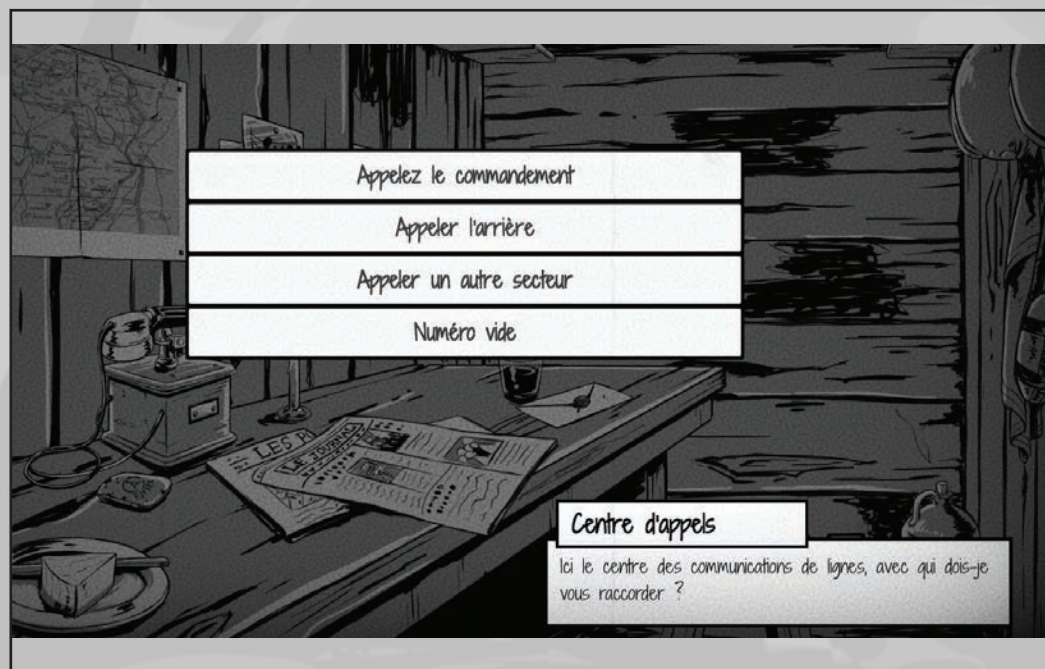 Appelez le commandement
Appeler l'arrière
Appeler un autre secteur
Numéro vide
LES
LE JOURNAL
Centre d'appels
Ici le centre des communications de lignes, avec qui dois-je
vous raccorder ?